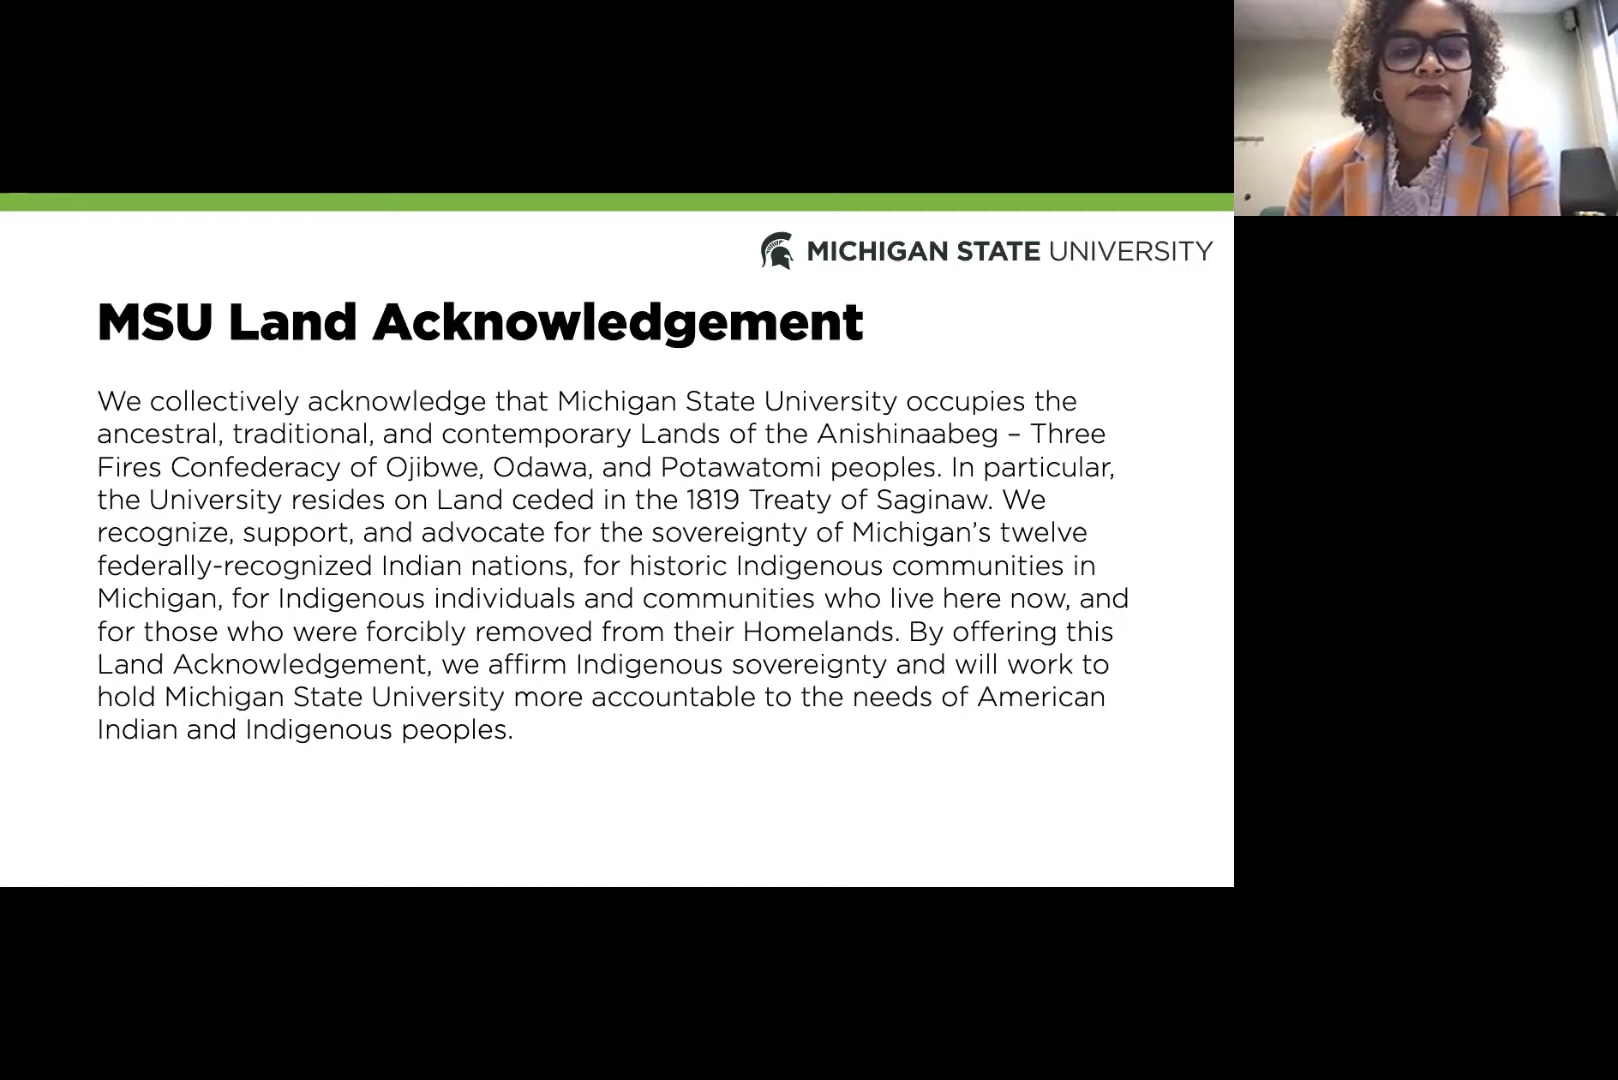 MICHIGAN STATE UNIVERSITY
MSU Land Acknowledgement
We collectively acknowledge that Michigan State University occupies the
ancestral, traditional, and contemporary Lands of the Anishinaabeg – Three
Fires Confederacy of Ojibwe, Odawa, and Potawatomi peoples. In particular,
the University resides on Land ceded in the 1819 Treaty of Saginaw. We
recognize, support, and advocate for the sovereignty of Michigan’s twelve
federally-recognized Indian nations, for historic Indigenous communities in
Michigan, for Indigenous individuals and communities who live here now, and
for those who were forcibly removed from their Homelands. By offering this
Land Acknowledgement, we affirm Indigenous sovereignty and will work to
hold Michigan State University more accountable to the needs of American
Indian and Indigenous peoples.